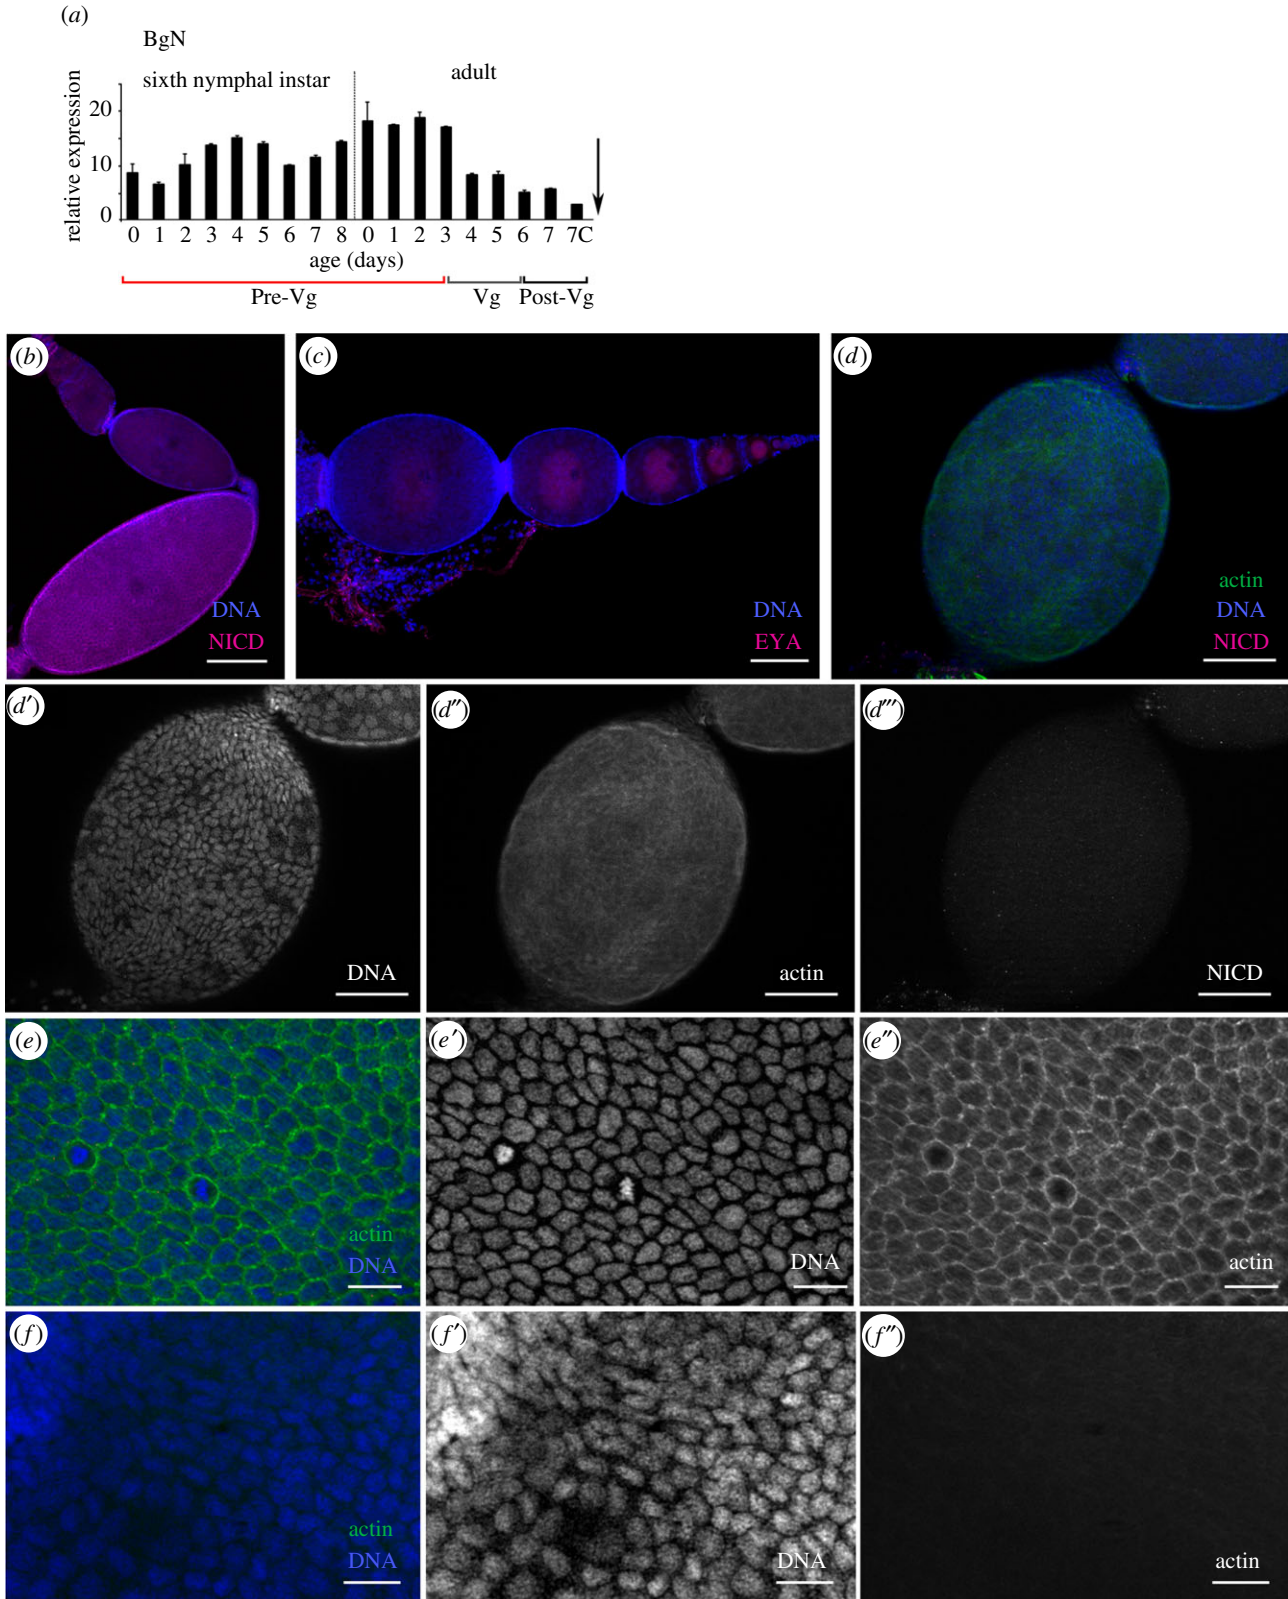 (a)
BgN
sixth nymphal instar
adult
relative expression
20
10
0
0 1 2 3 4 5 6 7 8 0 1 2 3 4 5 6 7 7C
age (days)
Pre-Vg Vg Post-Vg
(b)
DNA
NICD
(c)
DNA
EYA
(d)
actin
DNA
NICD
(d′)
DNA
(d″)
actin
(d‴)
NICD
(e)
actin
DNA
(e′)
DNA
(e″)
actin
(f)
actin
DNA
(f′)
DNA
(f″)
actin